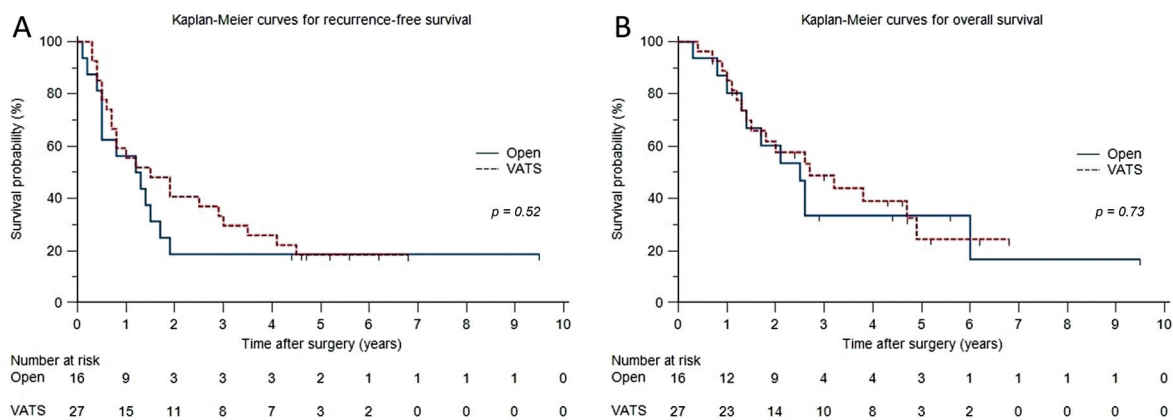 A
Kaplan-Meier curves for recurrence-free survival
100
80
60
40
20
0
Survival probability (%)
Open
VATS
p = 0.52
0 1 2 3 4 5 6 7 8 9 10
Time after surgery (years)
Number at risk
Open 16 9 3 3 3 2 1 1 1 1 0
VATS 27 15 11 8 7 3 2 0 0 0 0
B
Kaplan-Meier curves for overall survival
100
80
60
40
20
0
Survival probability (%)
Open
VATS
p = 0.73
0 1 2 3 4 5 6 7 8 9 10
Time after surgery (years)
Number at risk
Open 16 12 9 4 4 3 1 1 1 1 0
VATS 27 23 14 10 8 3 2 0 0 0 0